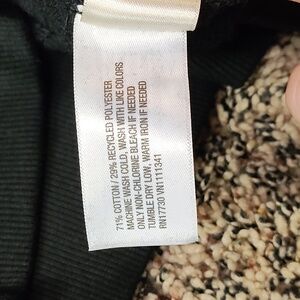 71% COTTON / 29% RECYCLED POLYESTER
MACHINE WASH COLD, WASH WITH LIKE COLORS
ONLY NON-CHLORINE BLEACH IF NEEDED
TUMBLE DRY LOW, WARM IRON IF NEEDED
RN17730 IN1111341